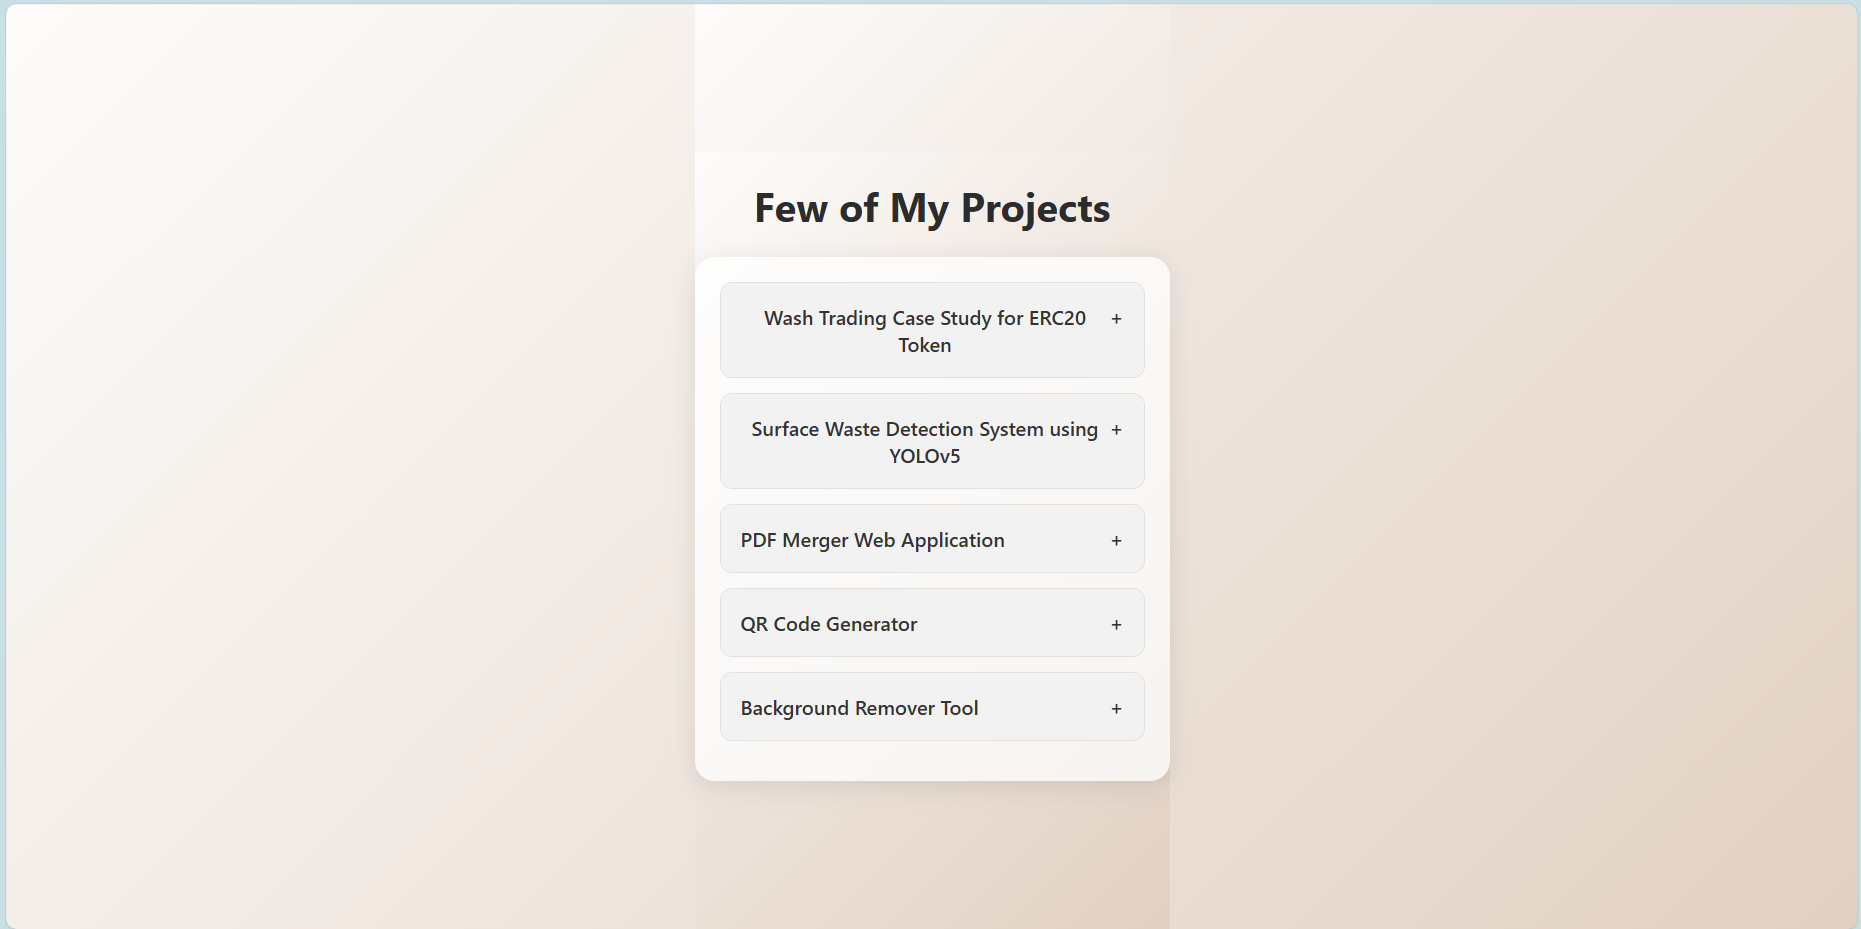 Few of My Projects
Wash Trading Case Study for ERC20 +
Token
Surface Waste Detection System using +
YOLOv5
PDF Merger Web Application +
QR Code Generator +
Background Remover Tool +